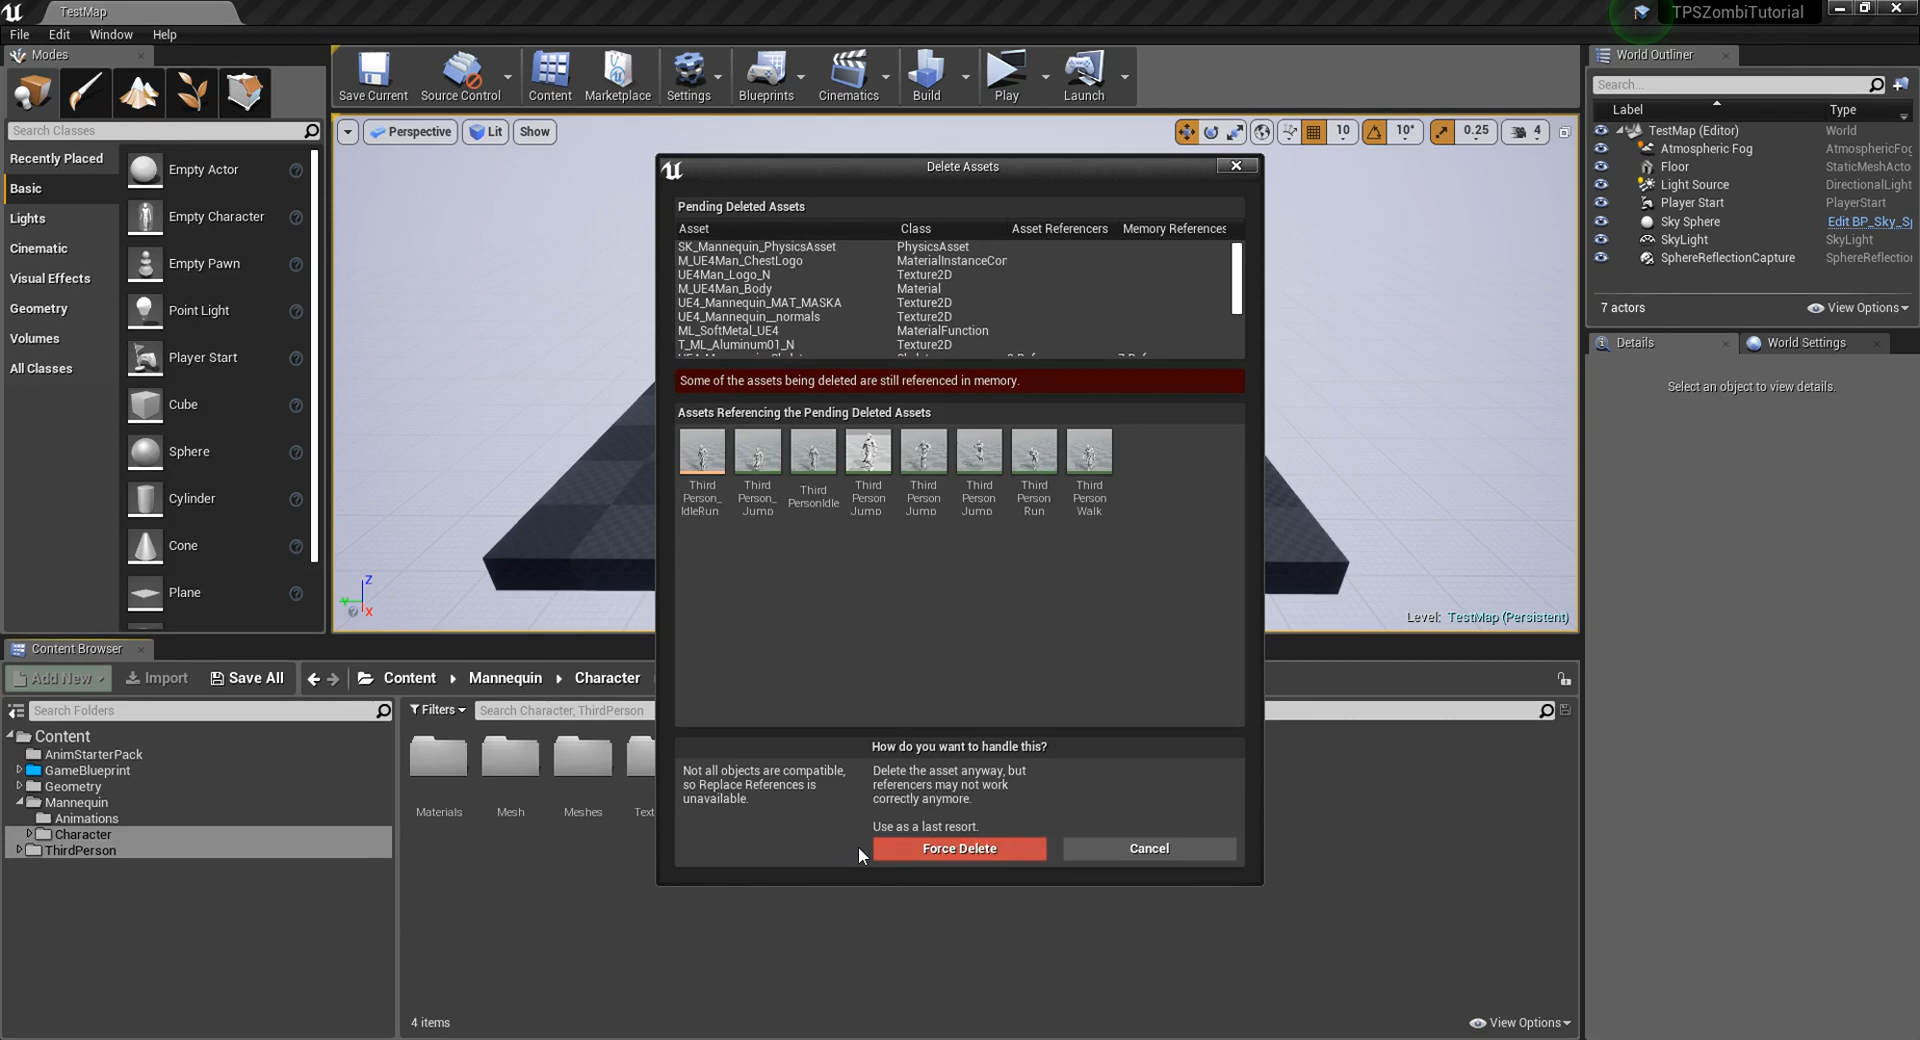 TestMap
TPSZombiTutorial
File Edit Window Help
Modes
Search Classes
Recently Placed
Basic
Lights
Cinematic
Visual Effects
Geometry
Volumes
All Classes
Empty Actor
Empty Character
Empty Pawn
Point Light
Player Start
Cube
Sphere
Cylinder
Cone
Plane
Save Current
Source Control
Content
Marketplace
Settings
Blueprints
Cinematics
Build
Play
Launch
Perspective
Lit
Show
10
10°
0.25
4
Z
X
Level: TestMap (Persistent)
World Outliner
Search...
Label Type
TestMap (Editor) World
Atmospheric Fog AtmosphericFog
Floor StaticMeshActo
Light Source DirectionalLight
Player Start PlayerStart
Sky Sphere Edit BP_Sky_Sp
SkyLight SkyLight
SphereReflectionCapture SphereReflectio
7 actors
View Options
Details
World Settings
Select an object to view details.
Delete Assets
Pending Deleted Assets
Asset Class Asset Referencers Memory References
SK_Mannequin_PhysicsAsset PhysicsAsset
M_UE4Man_ChestLogo MaterialInstanceCor
UE4Man_Logo_N Texture2D
M_UE4Man_Body Material
UE4_Mannequin_MAT_MASKA Texture2D
UE4_Mannequin__normals Texture2D
ML_SoftMetal_UE4 MaterialFunction
T_ML_Aluminum01_N Texture2D
Some of the assets being deleted are still referenced in memory.
Assets Referencing the Pending Deleted Assets
Third
Person_
IdleRun
Third
Person_
Jump
Third
PersonIdle
Third
Person
Jump
Third
Person
Jump
Third
Person
Jump
Third
Person
Run
Third
Person
Walk
How do you want to handle this?
Not all objects are compatible,
so Replace References is
unavailable.
Delete the asset anyway, but
references may not work
correctly anymore.
Use as a last resort.
Force Delete
Cancel
Content Browser
Add New
Import
Save All
Content
Mannequin
Character
Search Folders
Filters
Search Character, ThirdPerson
Content
AnimStarterPack
GameBlueprint
Geometry
Mannequin
Animations
Character
ThirdPerson
Materials
Mesh
Meshes
Text
4 items
View Options